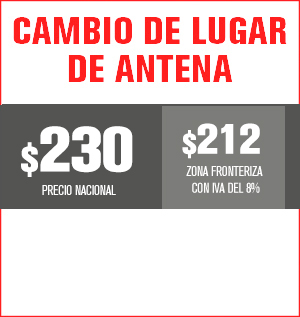 CAMBIO DE LUGAR
DE ANTENA
$230
PRECIO NACIONAL
$212
ZONA FRONTERIZA
CON IVA DEL 8%